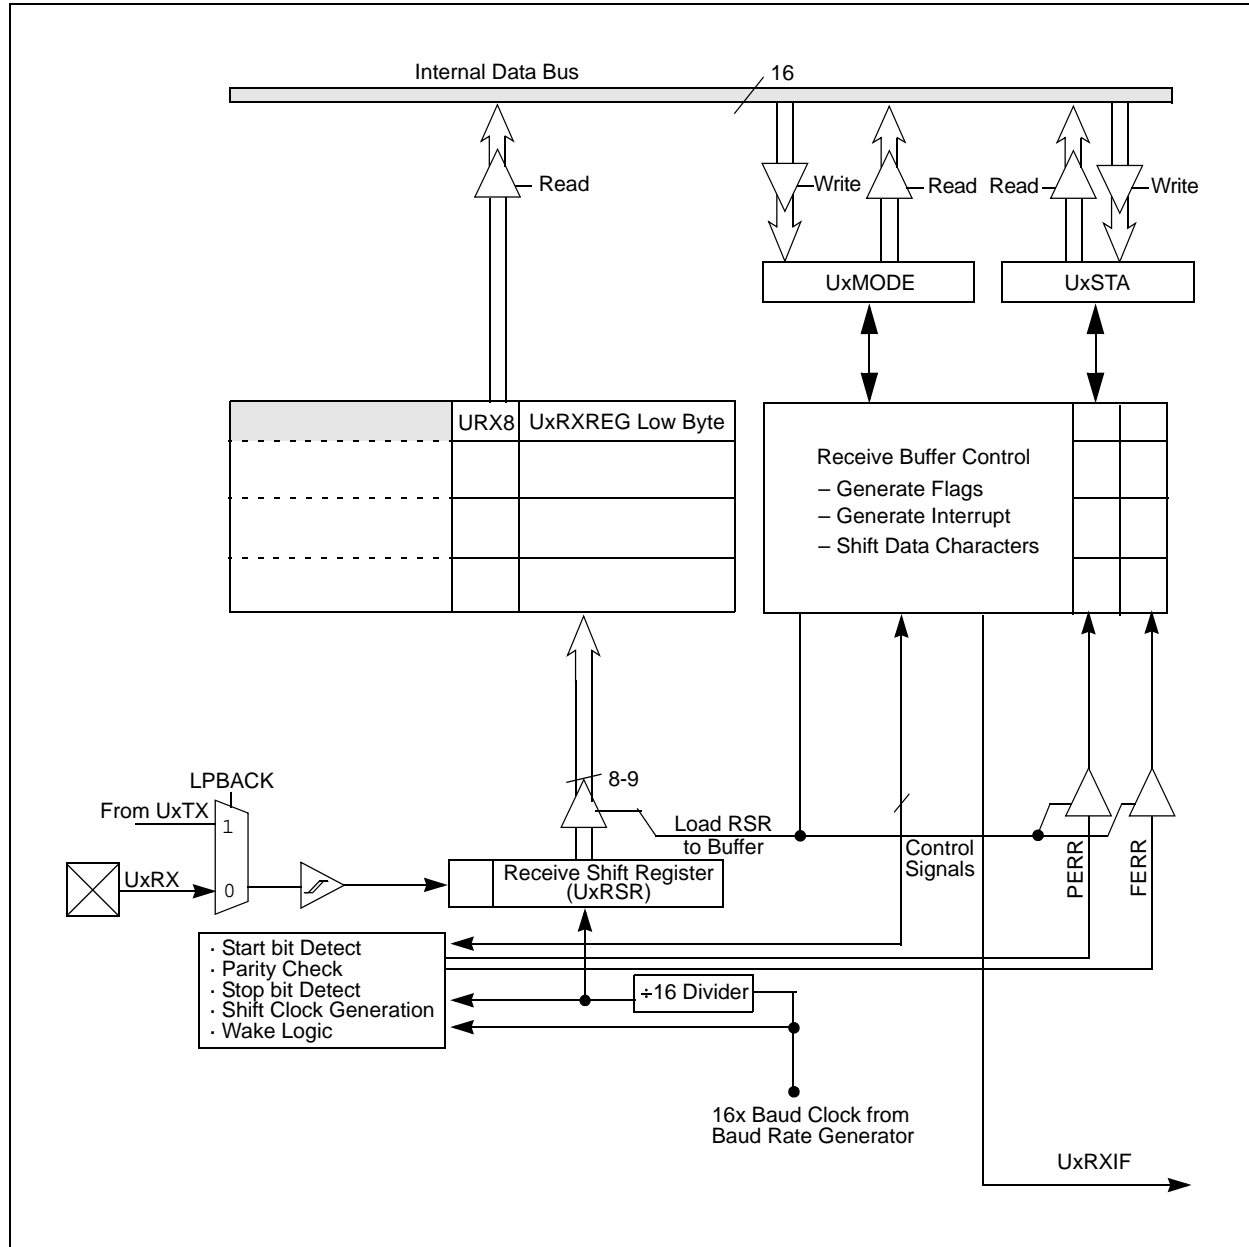 Internal Data Bus
16
Read
Write
Read
Read
Write
UxMODE
UxSTA
URX8
UxRXREG Low Byte
Receive Buffer Control
– Generate Flags
– Generate Interrupt
– Shift Data Characters
LPBACK
From UxTX
1
UxRX
0
8-9
Load RSR
to Buffer
Control
Signals
PERR
FERR
Receive Shift Register
(UxRSR)
· Start bit Detect
· Parity Check
· Stop bit Detect
· Shift Clock Generation
· Wake Logic
÷16 Divider
16x Baud Clock from
Baud Rate Generator
UxRXIF